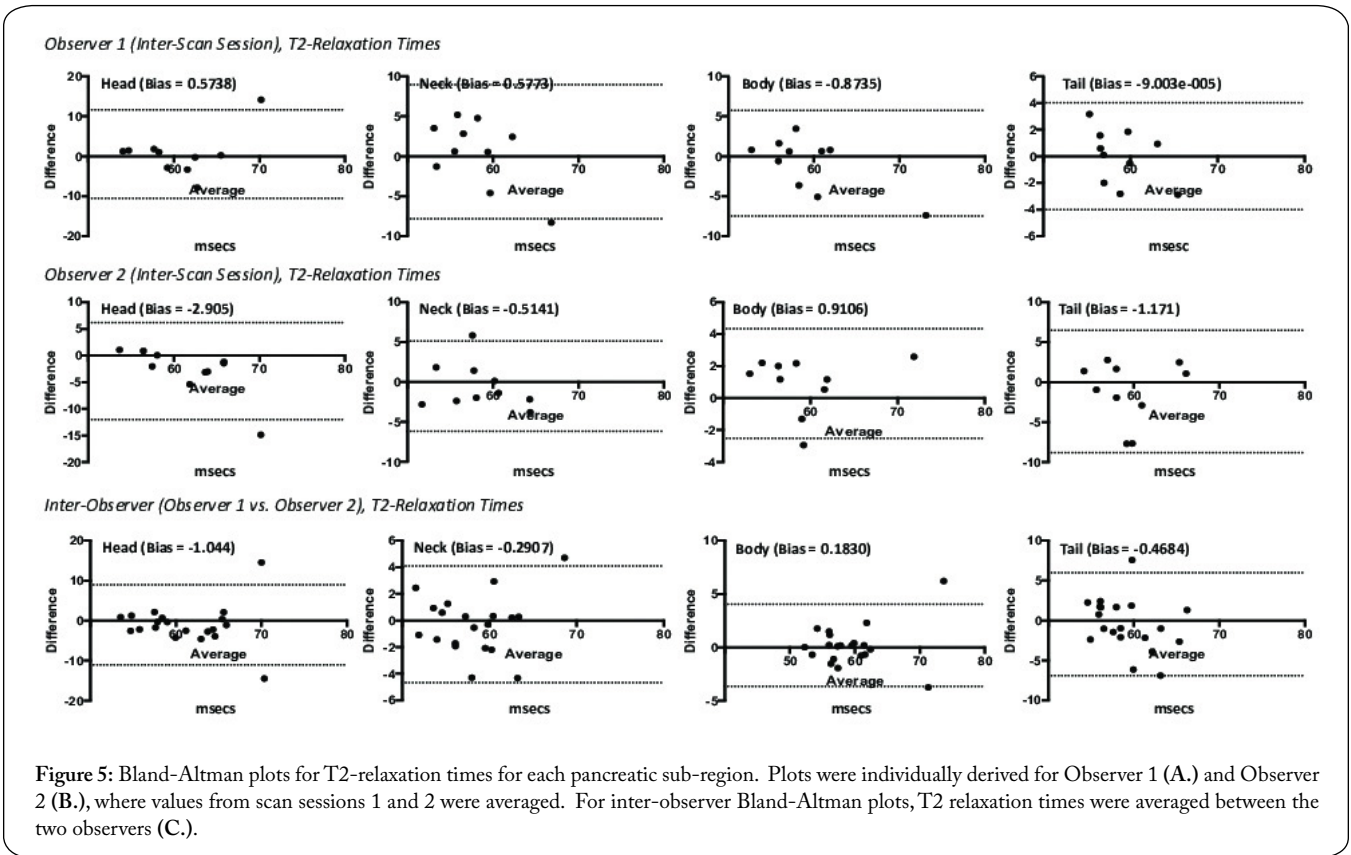 Observer 1 (Inter-Scan Session), T2-Relaxation Times
Head (Bias = 0.5738)
20
10
0
-10
-20
60
70
80
Difference
Average
msecs
Neck (Bias = 0.5773)
10
5
0
-5
-10
60
70
80
Difference
Average
msecs
Body (Bias = -0.8735)
10
5
0
-5
-10
60
70
80
Difference
Average
msecs
Tail (Bias = -9.003e-005)
6
4
2
0
-2
-4
-6
60
70
80
Difference
Average
msesc
Observer 2 (Inter-Scan Session), T2-Relaxation Times
Head (Bias = -2.905)
10
5
0
-5
-10
-15
-20
60
70
80
Difference
Average
msecs
Neck (Bias = -0.5141)
10
5
0
-5
-10
60
70
80
Difference
Average
msecs
Body (Bias = 0.9106)
6
4
2
0
-2
-4
60
70
80
Difference
Average
msecs
Tail (Bias = -1.171)
10
5
0
-5
-10
60
70
80
Difference
Average
msecs
Inter-Observer (Observer 1 vs. Observer 2), T2-Relaxation Times
Head (Bias = -1.044)
20
10
0
-10
-20
60
70
80
Difference
Average
msecs
Neck (Bias = -0.2907)
6
4
2
0
-2
-4
-6
60
70
80
Difference
Average
msecs
Body (Bias 0.1830)
10
5
0
-5
50
60
70
80
Difference
Average
msecs
Tail (Bias = -0.4684)
10
5
0
-5
-10
60
70
80
Difference
Average
msecs
Figure 5: Bland-Altman plots for T2-relaxation times for each pancreatic sub-region. Plots were individually derived for Observer 1 (A.) and Observer
2 (B.), where values from scan sessions 1 and 2 were averaged. For inter-observer Bland-Altman plots, T2 relaxation times were averaged between the
two observers (C.).